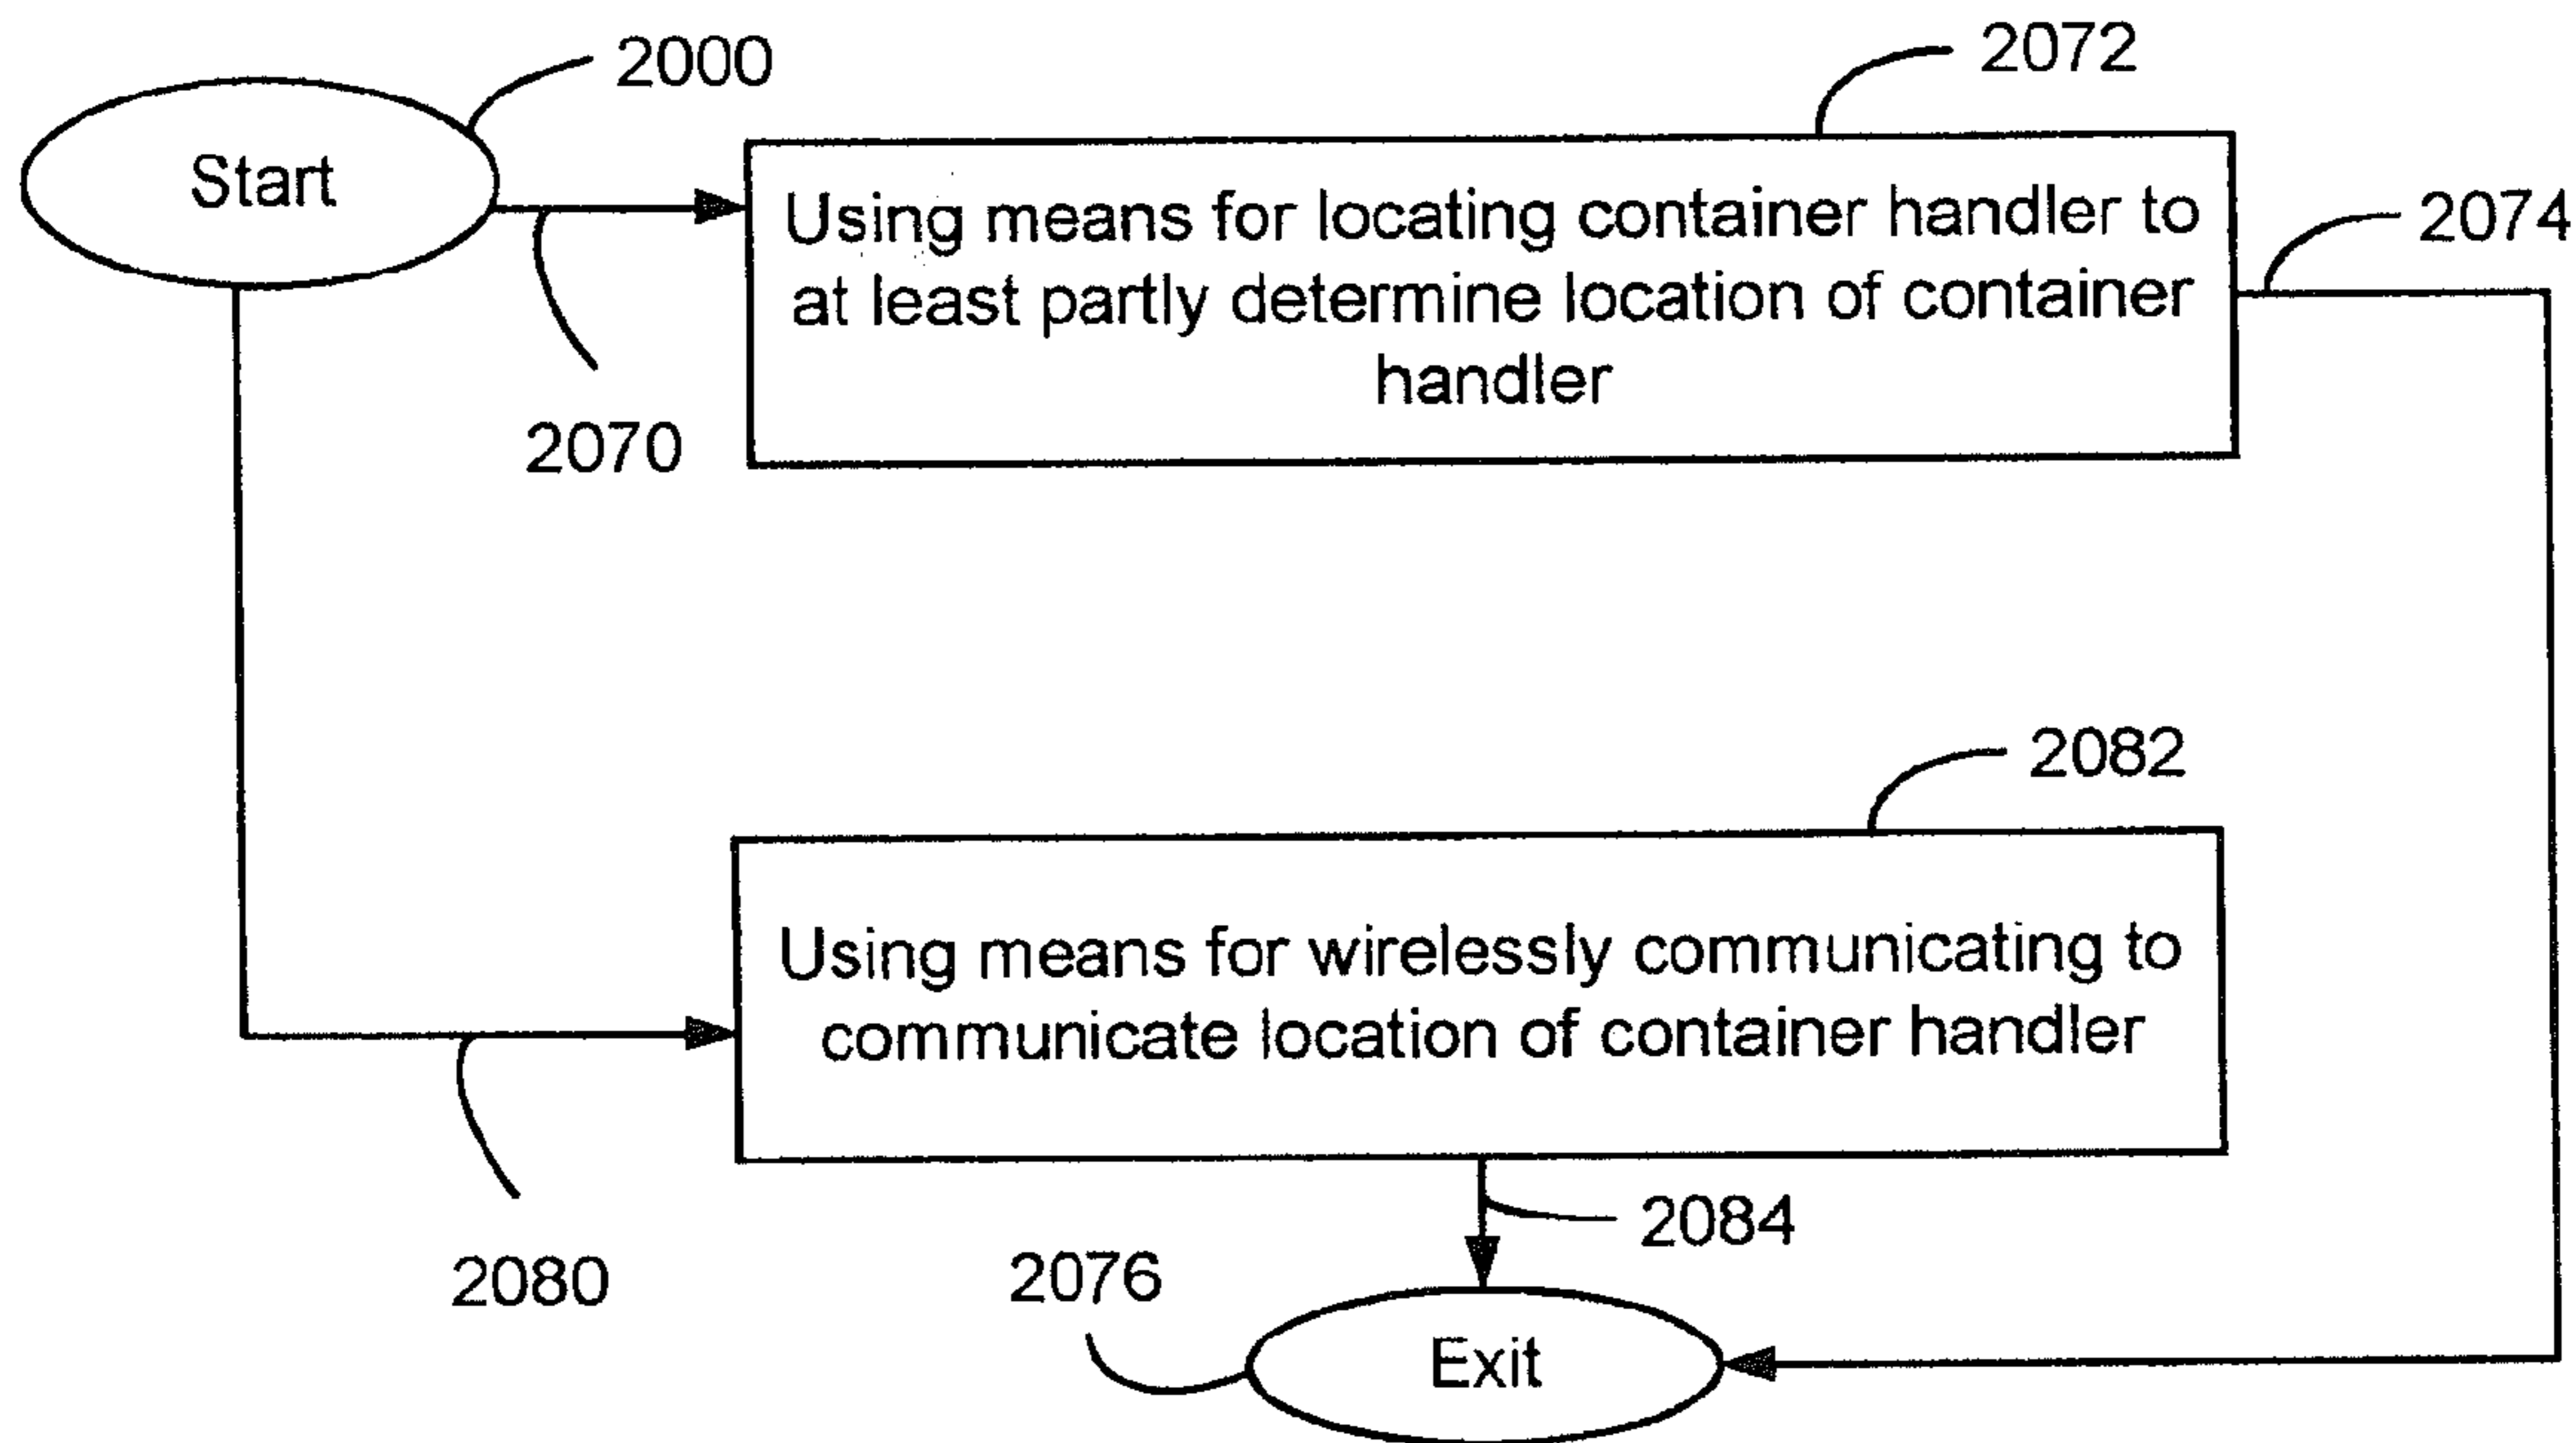 2000
Start
2070
2072
Using means for locating container handler to
at least partly determine location of container
handler
2074
2082
Using means for wirelessly communicating to
communicate location of container handler
2080
2084
2076
Exit